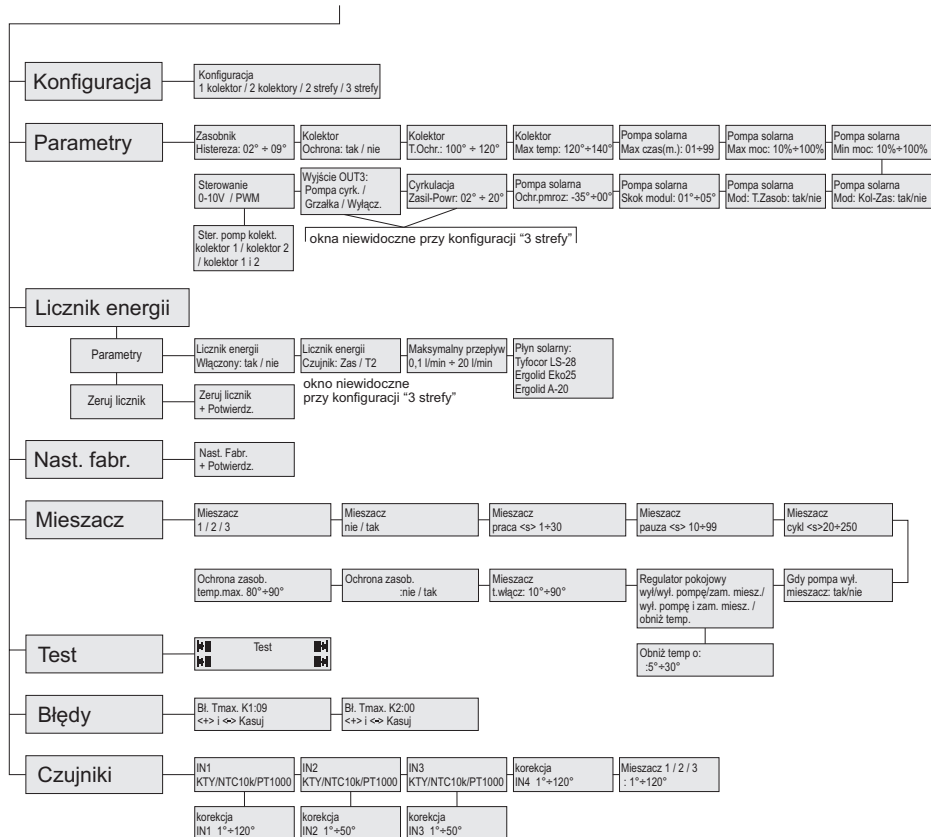 Konfiguracja
Konfiguracja
1 kolektor / 2 kolektory / 2 strefy / 3 strefy
Parametry
Zasobnik
Histereza: 02° ÷ 09°
Kolektor
Ochrona: tak / nie
Kolektor
T.Ochr.: 100° ÷ 120°
Kolektor
Max temp: 120°÷140°
Pompa solarna
Max czas(m.): 01÷99
Pompa solarna
Max moc: 10%÷100%
Pompa solarna
Min moc: 10%÷100%
Sterowanie
0-10V / PWM
Wyjście OUT3:
Pompa cyrk. /
Grzałka / Wyłącz.
Cyrkulacja
Zasil-Powr: 02° ÷ 20°
Pompa solarna
Ochr.pmroz: -35°÷00°
Pompa solarna
Skok moduł: 01°÷05°
Pompa solarna
Mod: T.Zasob: tak/nie
Pompa solarna
Mod: Kol-Zas: tak/nie
Ster. pomp kolekt.
kolektor 1 / kolektor 2
/ kolektor 1 i 2
okna niewidoczne przy konfiguracji “3 strefy”
Licznik energii
Parametry
Licznik energii
Włączony: tak / nie
Licznik energii
Czujnik: Zas / T2
Maksymalny przepływ
0,1 l/min ÷ 20 l/min
Płyn solarny:
Tyfocor LS-28
Ergolid Eko25
Ergolid A-20
okno niewidoczne
przy konfiguracji “3 strefy”
Zeruj licznik
Zeruj licznik
+ Potwierdz.
Nast. fabr.
Nast. Fabr.
+ Potwierdz.
Mieszacz
Mieszacz
1 / 2 / 3
Mieszacz
nie / tak
Mieszacz
praca <s> 1÷30
Mieszacz
pauza <s> 10÷99
Mieszacz
cykl <s>20÷250
Ochrona zasob.
temp.max. 80°÷90°
Ochrona zasob.
:nie / tak
Mieszacz
t.włącz: 10°÷90°
Regulator pokojowy
wył/wył. pompę/zam. miesz./
wył. pompę i zam. miesz. /
obniż temp.
Gdy pompa wył.
mieszacz: tak/nie
Obniż temp o:
:5°÷30°
Test
Test
Błędy
Bł. Tmax. K1:09
<+> i <-> Kasuj
Bł. Tmax. K2:00
<+> i <-> Kasuj
Czujniki
IN1
KTY/NTC10k/PT1000
IN2
KTY/NTC10k/PT1000
IN3
KTY/NTC10k/PT1000
korekcja
IN4 1°÷120°
Mieszacz 1 / 2 / 3
: 1°÷120°
korekcja
IN1 1°÷120°
korekcja
IN2 1°÷50°
korekcja
IN3 1°÷50°